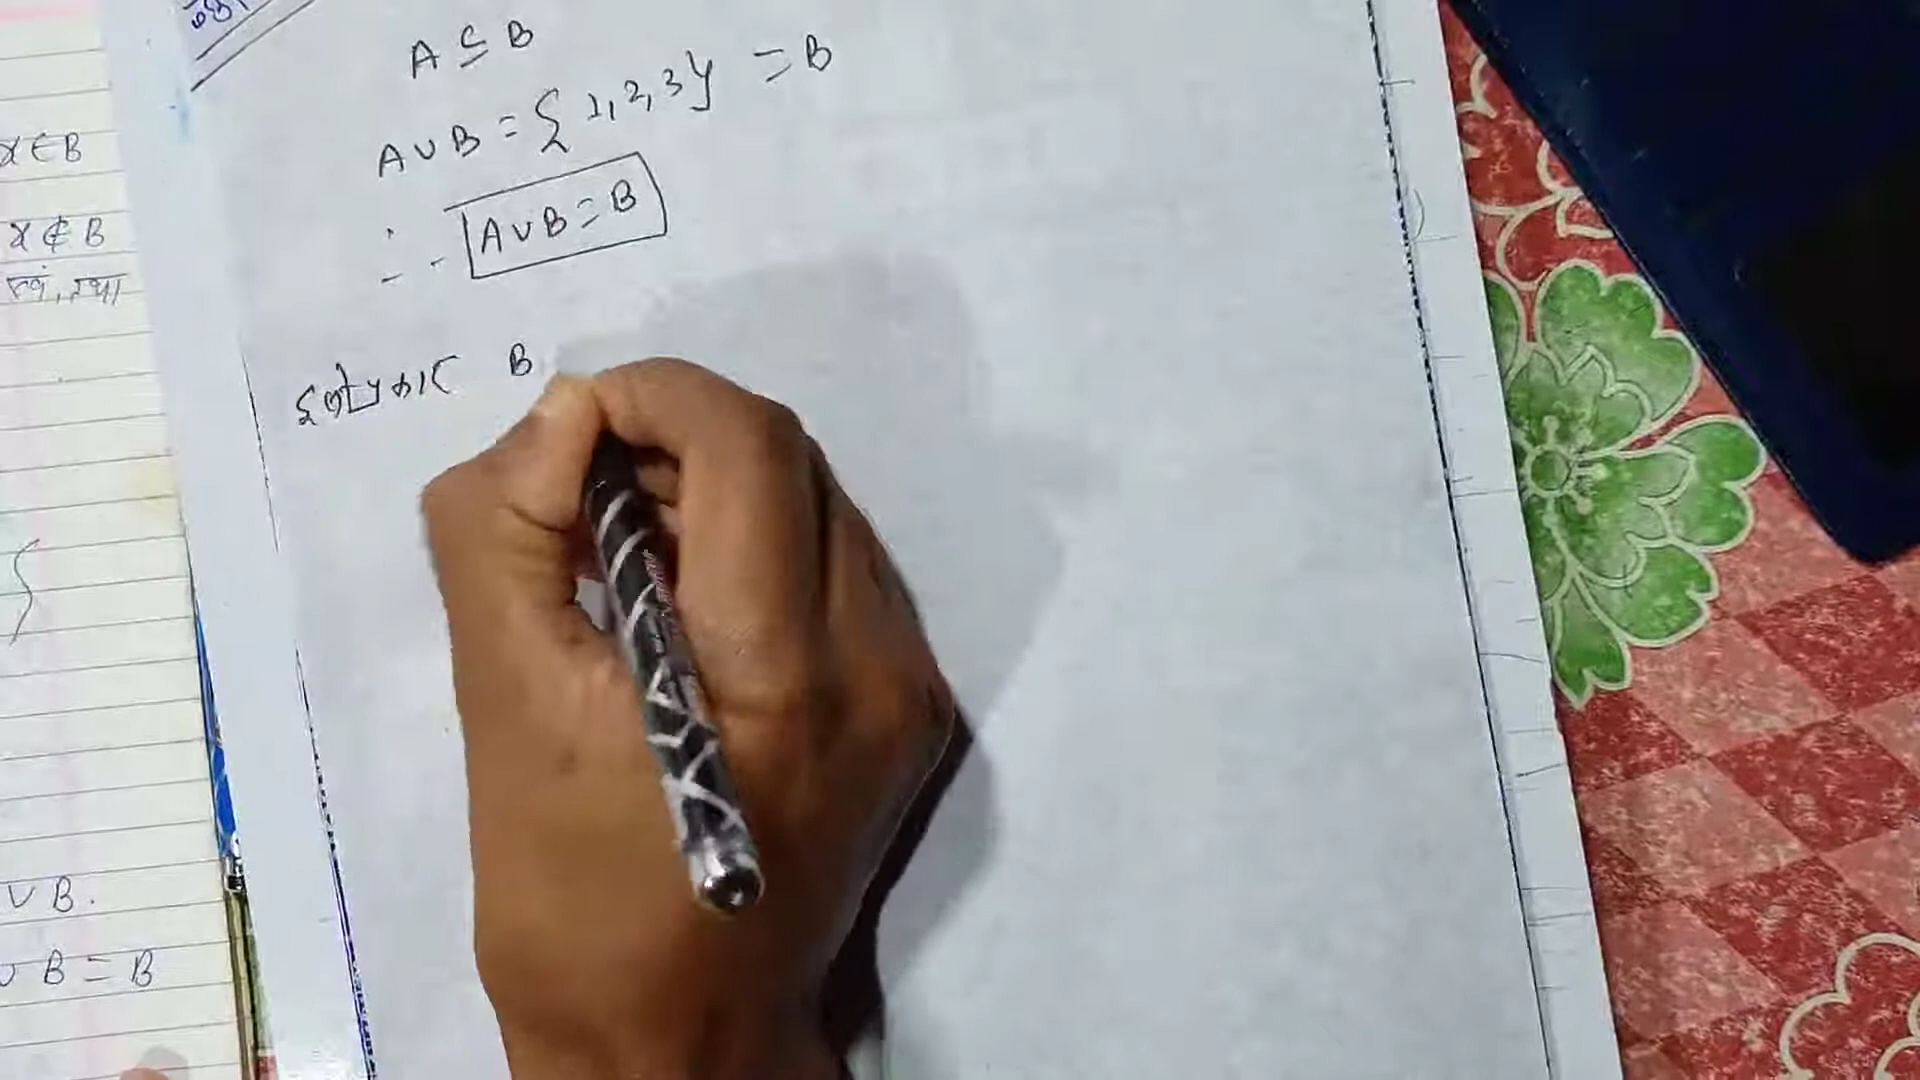 x ∈ B
x ∉ B
∪ B.
∪ B = B
A ⊆ B
A ∪ B = { 1, 2, 3 } = B
∴ A ∪ B = B
B